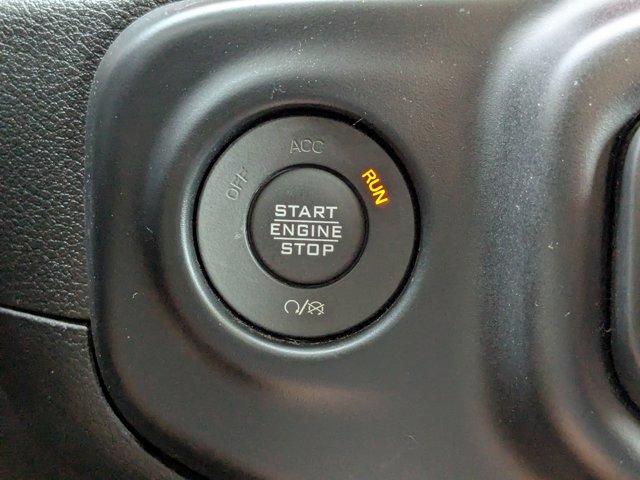 OFF
ACC
RUN
START
ENGINE
STOP